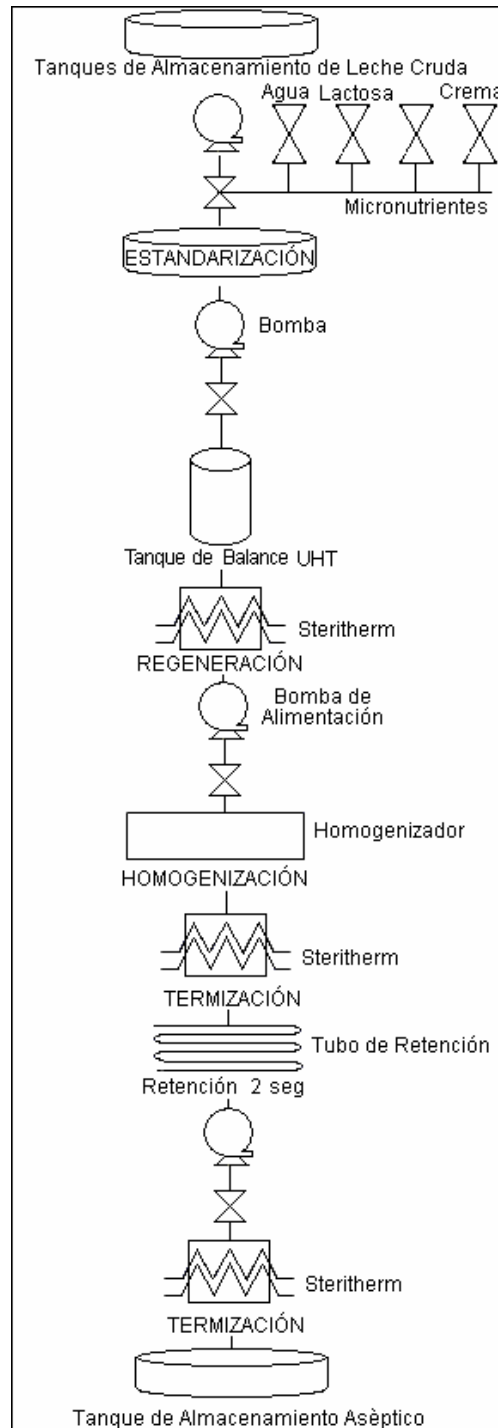 Tanques de Almacenamiento de Leche Cruda
Agua Lactosa Crema
Micronutrientes
ESTANDARIZACIÓN
Bomba
Tanque de Balance UHT
Steritherm
REGENERACIÓN
Bomba de
Alimentación
Homogenizador
HOMOGENIZACIÓN
Steritherm
TERMIZACIÓN
Tubo de Retención
Retención 2 seg
Steritherm
TERMIZACIÓN
Tanque de Almacenamiento Asèptico